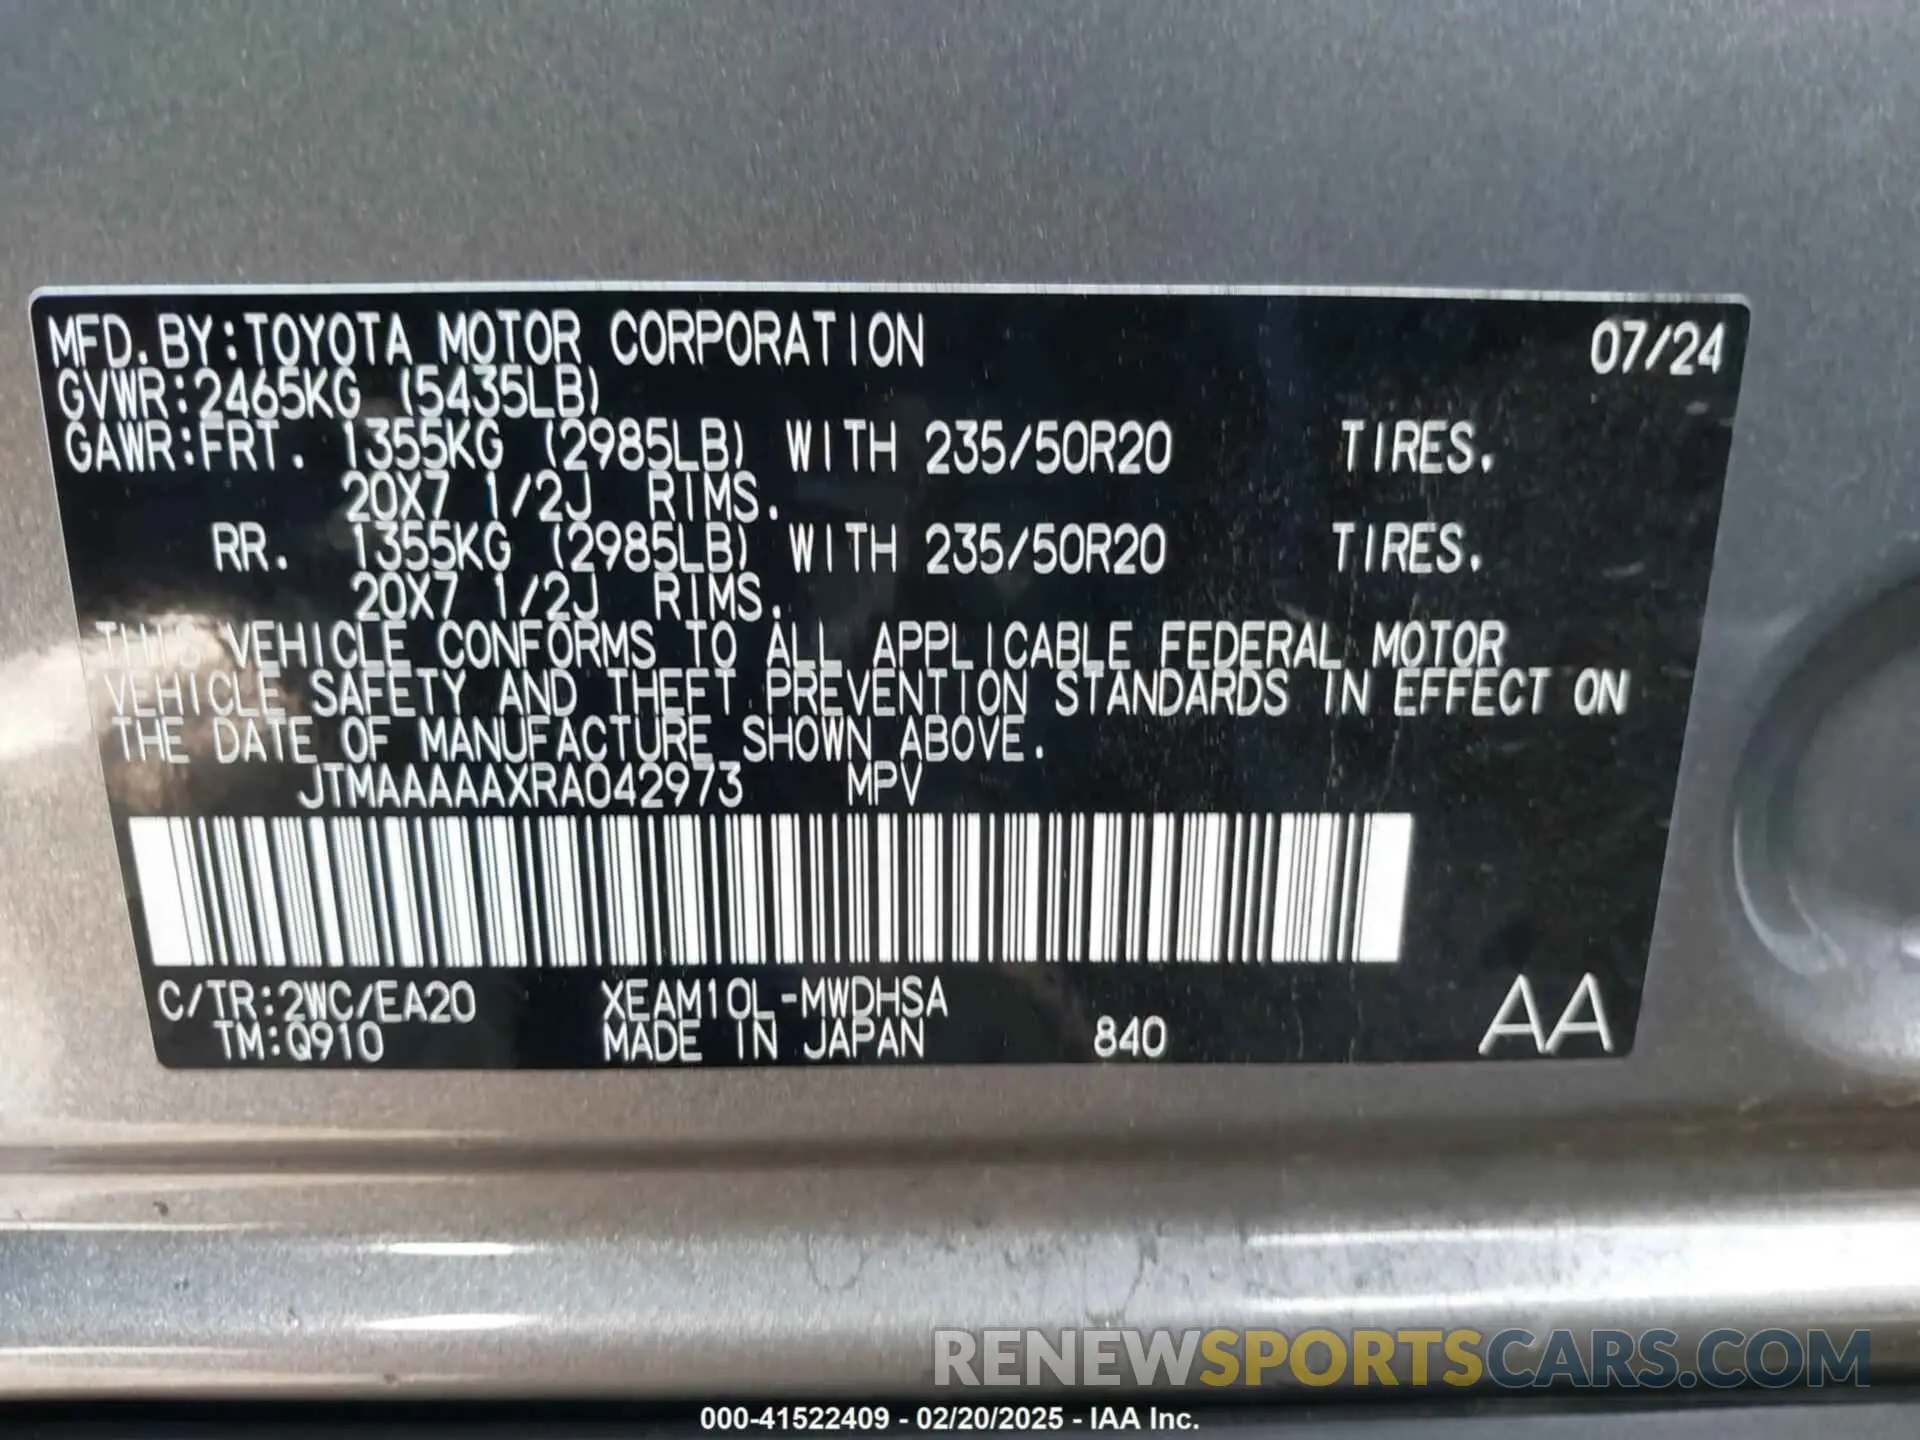 MFD.BY:TOYOTA MOTOR CORPORATION 07/24
GVWR:2465KG (5435LB)
GAWR:FRT. 1355KG (2985LB) WITH 235/50R20 TIRES.
20X7 1/2J RIMS.
RR. 1355KG (2985LB) WITH 235/50R20 TIRES.
20X7 1/2J RIMS.
THIS VEHICLE CONFORMS TO ALL APPLICABLE FEDERAL MOTOR
VEHICLE SAFETY AND THEFT PREVENTION STANDARDS IN EFFECT ON
THE DATE OF MANUFACTURE SHOWN ABOVE.
JTMAAAAAXRA042973 MPV
C/TR:2WC/EA20 XEAM10L-MWDHSA
TM:Q910 MADE IN JAPAN 840 AA
RENEWSPORTSCARS.COM
000-41522409 - 02/20/2025 - IAA Inc.